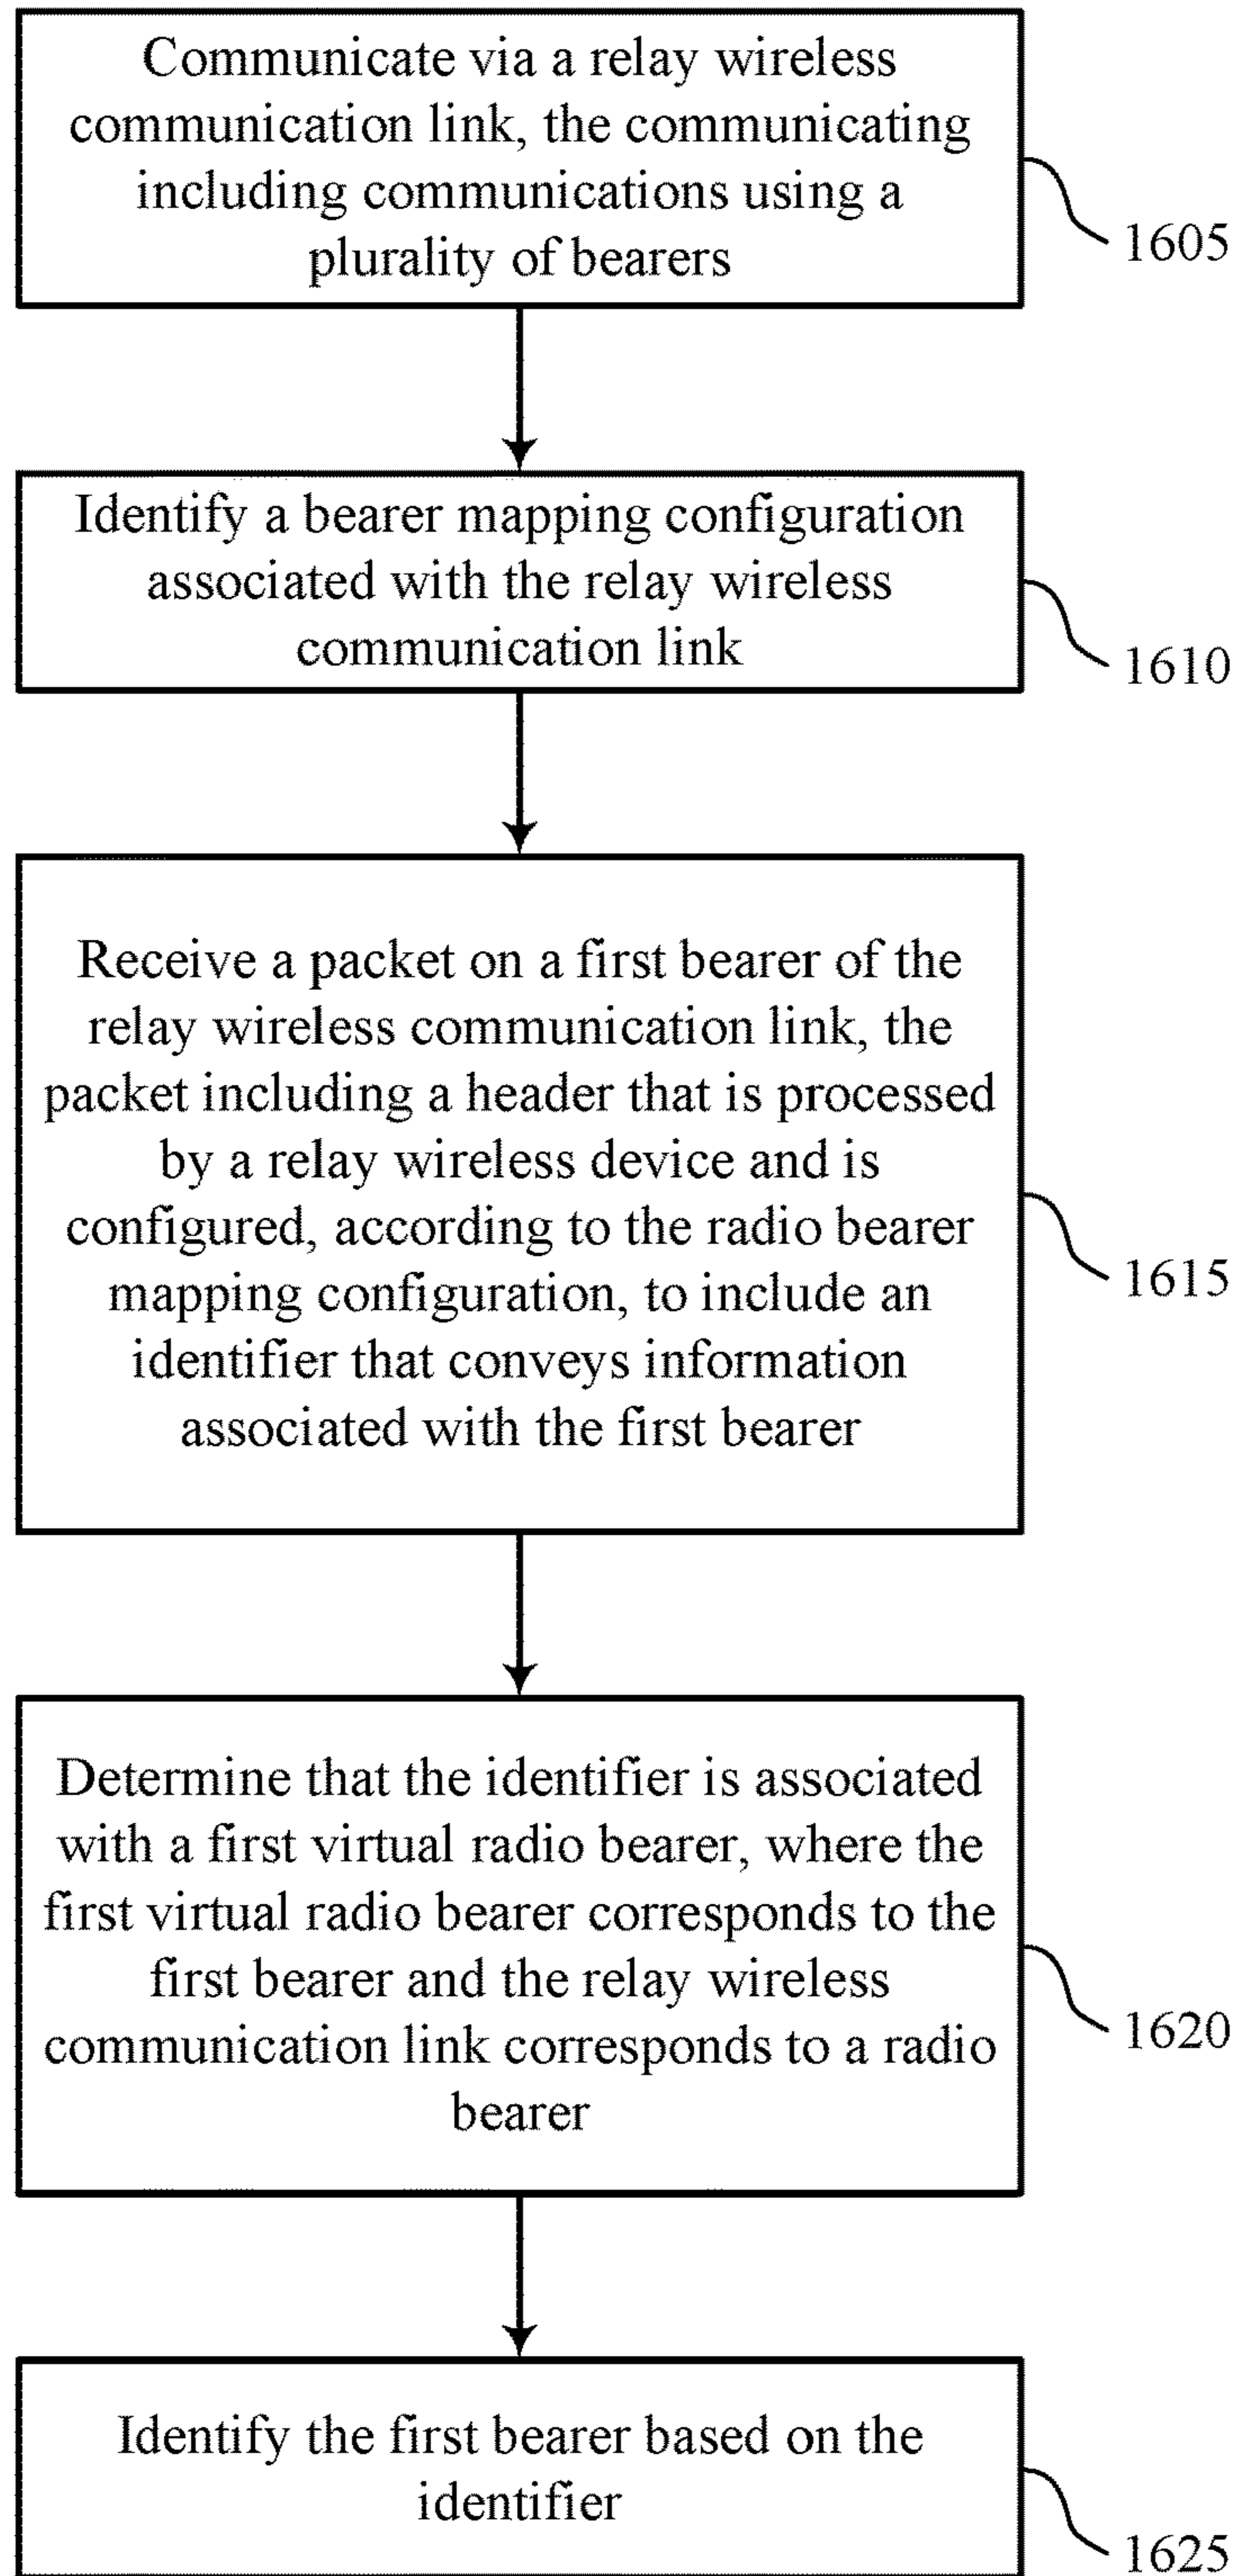 Communicate via a relay wireless
communication link, the communicating
including communications using a
plurality of bearers
1605
Identify a bearer mapping configuration
associated with the relay wireless
communication link
1610
Receive a packet on a first bearer of the
relay wireless communication link, the
packet including a header that is processed
by a relay wireless device and is
configured, according to the radio bearer
mapping configuration, to include an
identifier that conveys information
associated with the first bearer
1615
Determine that the identifier is associated
with a first virtual radio bearer, where the
first virtual radio bearer corresponds to the
first bearer and the relay wireless
communication link corresponds to a radio
bearer
1620
Identify the first bearer based on the
identifier
1625